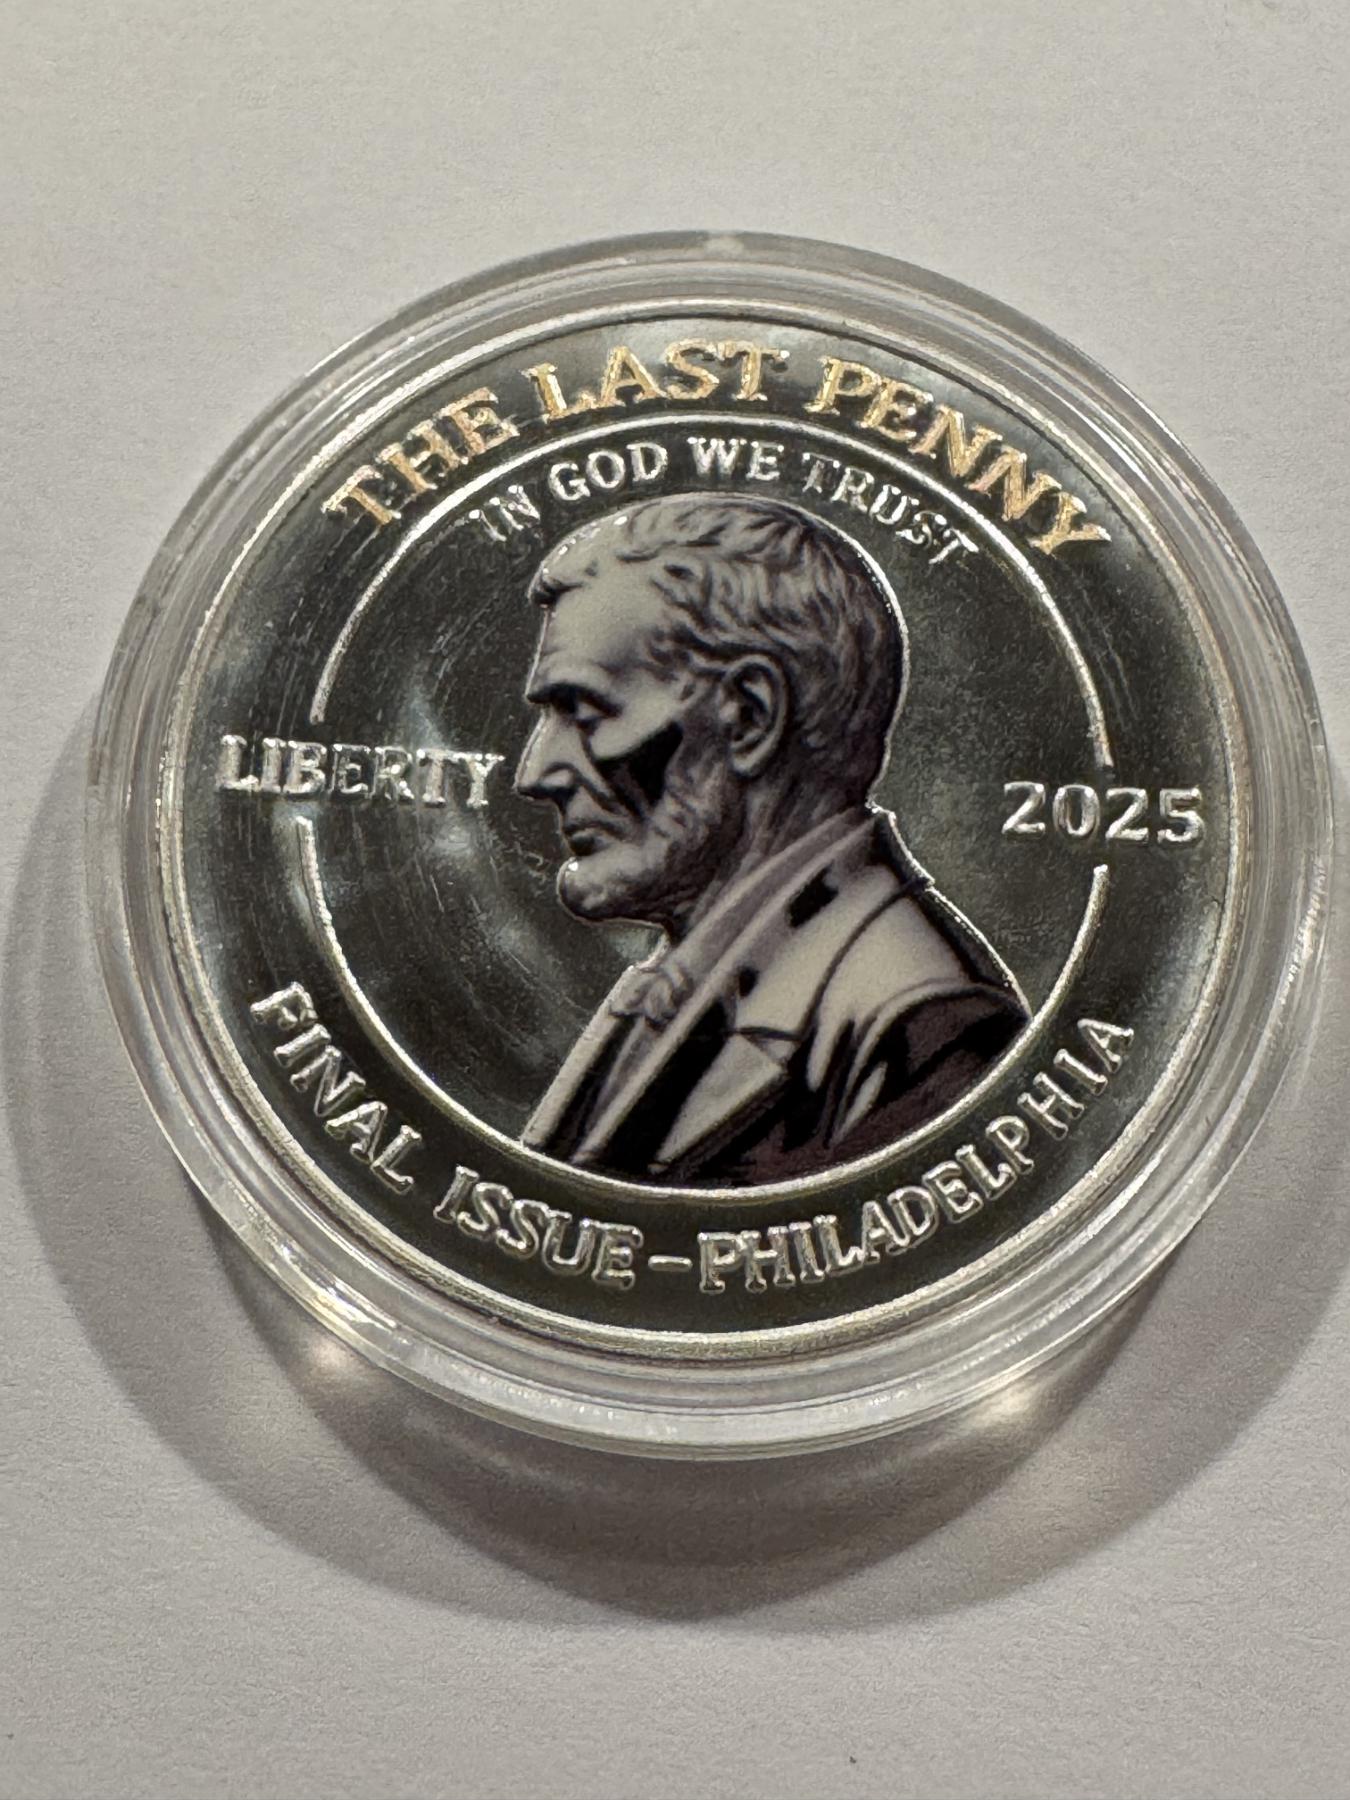 THE LAST PENNY
IN GOD WE TRUST
LIBERTY
2025
FINAL ISSUE - PHILADELPHIA